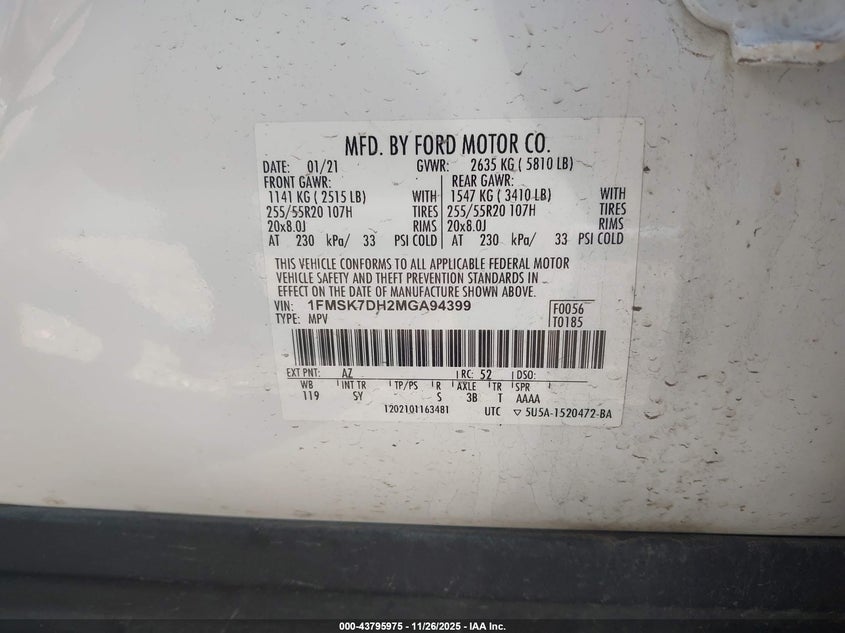 MFD. BY FORD MOTOR CO.
DATE: 01/21 GVWR: 2635 KG ( 5810 LB)
FRONT GAWR: REAR GAWR:
1141 KG ( 2515 LB) WITH 1547 KG ( 3410 LB) WITH
255/55R20 107H TIRES 255/55R20 107H TIRES
20x8.0J RIMS 20x8.0J RIMS
AT 230 kPa/ 33 PSI COLD AT 230 kPa/ 33 PSI COLD
THIS VEHICLE CONFORMS TO ALL APPLICABLE FEDERAL MOTOR
VEHICLE SAFETY AND THEFT PREVENTION STANDARDS IN
EFFECT ON THE DATE OF MANUFACTURE SHOWN ABOVE.
VIN: 1FMSK7DH2MGA94399 F0056
TYPE: MPV T0185
EXT PNT: AZ RC: 52 DSO:
WB INT TR TP/PS R AXLE TR SPR
119 SY S 3B T AAAA
1202101163481 UTC ▽ 5U5A-1520472-BA
000-43795975 - 11/26/2025 - IAA Inc.